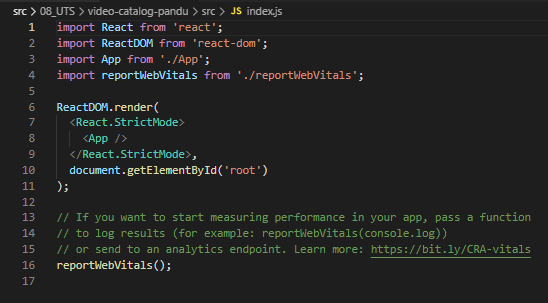 src > 08_UTS > video-catalog-pandu > src > JS index.js
1 import React from 'react';
2 import ReactDOM from 'react-dom';
3 import App from './App';
4 import reportWebVitals from './reportWebVitals';
5
6 ReactDOM.render(
7   <React.StrictMode>
8     <App />
9   </React.StrictMode>,
10   document.getElementById('root')
11 );
12
13 // If you want to start measuring performance in your app, pass a function
14 // to log results (for example: reportWebVitals(console.log))
15 // or send to an analytics endpoint. Learn more: https://bit.ly/CRA-vitals
16 reportWebVitals();
17